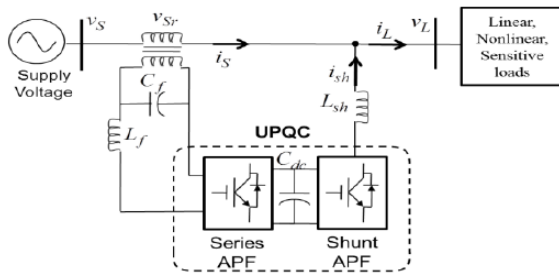 v_S
v_Sr
i_S
i_L
v_L
Linear,
Nonlinear,
Sensitive
loads
Supply
Voltage
C_f
i_sh
L_sh
L_f
UPQC
C_dc
Series
APF
Shunt
APF